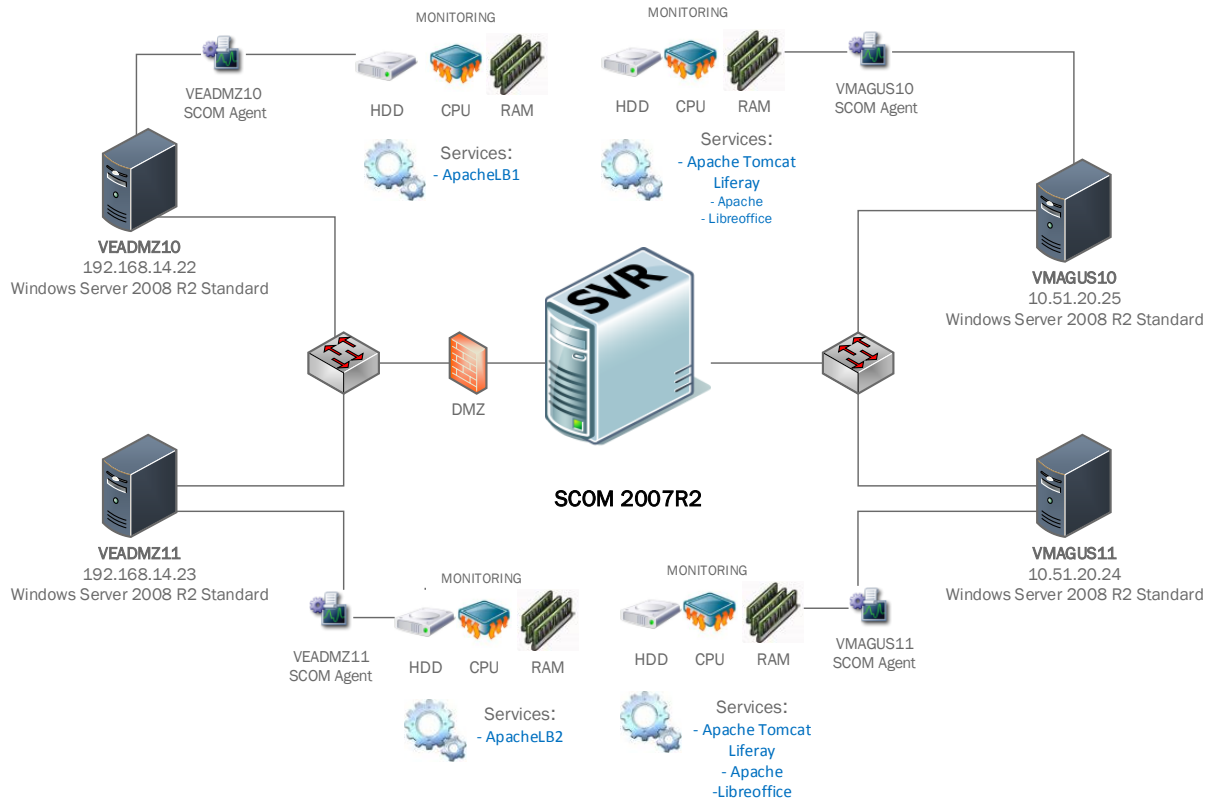 MONITORING
MONITORING
VEADMZ10
SCOM Agent
HDD
CPU
RAM
HDD
CPU
RAM
VMAGUS10
SCOM Agent
Services:
- ApacheLB1
Services:
- Apache Tomcat
Liferay
- Apache
- Libreoffice
VEADMZ10
192.168.14.22
Windows Server 2008 R2 Standard
SVR
VMAGUS10
10.51.20.25
Windows Server 2008 R2 Standard
DMZ
SCOM 2007R2
VEADMZ11
192.168.14.23
Windows Server 2008 R2 Standard
VMAGUS11
10.51.20.24
Windows Server 2008 R2 Standard
MONITORING
MONITORING
VEADMZ11
SCOM Agent
HDD
CPU
RAM
HDD
CPU
RAM
VMAGUS11
SCOM Agent
Services:
- ApacheLB2
Services:
- Apache Tomcat
Liferay
- Apache
-Libreoffice